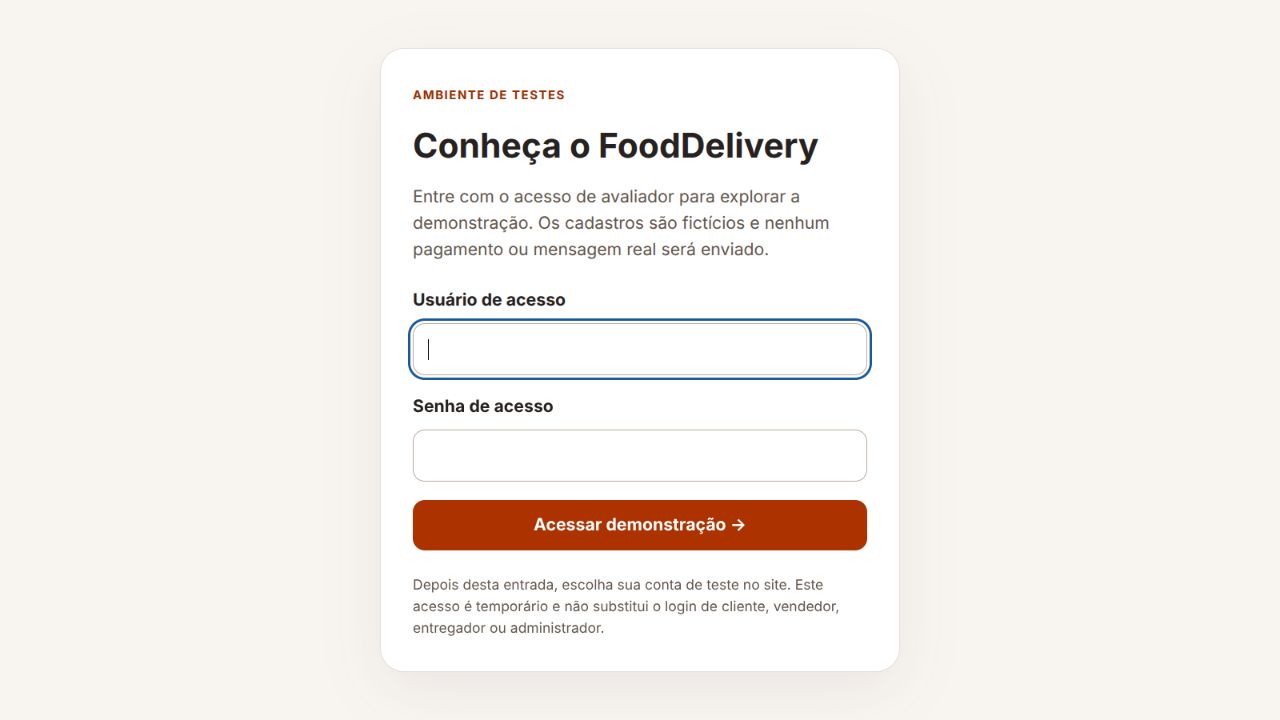 AMBIENTE DE TESTES
Conheça o FoodDelivery
Entre com o acesso de avaliador para explorar a
demonstração. Os cadastros são fictícios e nenhum
pagamento ou mensagem real será enviado.
Usuário de acesso
Senha de acesso
Acessar demonstração →
Depois desta entrada, escolha sua conta de teste no site. Este
acesso é temporário e não substitui o login de cliente, vendedor,
entregador ou administrador.